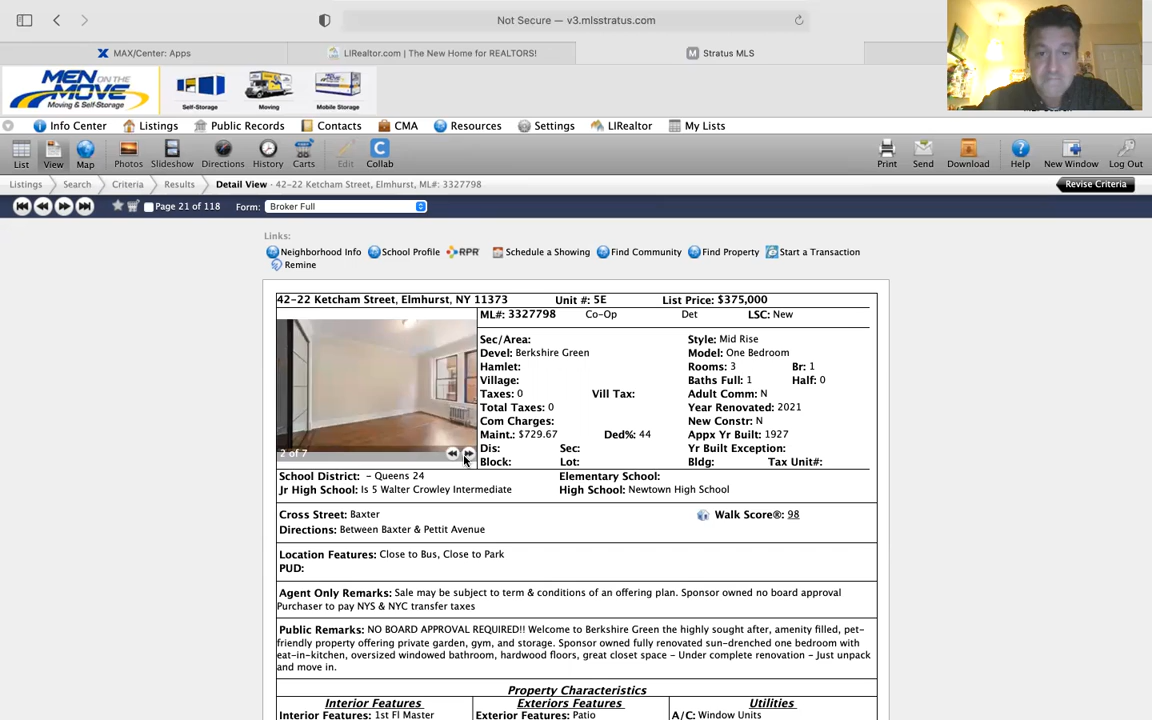 Not Secure — v3.mlsstratus.com
MAX/Center: Apps
LIRealtor.com | The New Home for REALTORS!
Stratus MLS
MEN ON THE MOVE
Moving & Self-Storage
Self-Storage
Moving
Mobile Storage
Info Center
Listings
Public Records
Contacts
CMA
Resources
Settings
LIRealtor
My Lists
List
View
Map
Photos
Slideshow
Directions
History
Carts
Edit
Collab
Print
Send
Download
Help
New Window
Log Out
Listings
Search
Criteria
Results
Detail View · 42-22 Ketcham Street, Elmhurst, ML#: 3327798
Revise Criteria
Page 21 of 118
Form:
Broker Full
Links:
Neighborhood Info
School Profile
RPR
Schedule a Showing
Find Community
Find Property
Start a Transaction
Remine
42-22 Ketcham Street, Elmhurst, NY 11373 Unit #: 5E List Price: $375,000
ML#: 3327798 Co-Op Det LSC: New
Sec/Area: Style: Mid Rise
Devel: Berkshire Green Model: One Bedroom
Hamlet: Rooms: 3 Br: 1
Village: Baths Full: 1 Half: 0
Taxes: 0 Vill Tax: Adult Comm: N
Total Taxes: 0 Year Renovated: 2021
Com Charges: New Constr: N
Maint.: $729.67 Ded%: 44 Appx Yr Built: 1927
Dis: Sec: Yr Built Exception:
2 of 7
Block: Lot: Bldg: Tax Unit#:
School District: - Queens 24 Elementary School:
Jr High School: Is 5 Walter Crowley Intermediate High School: Newtown High School
Cross Street: Baxter Walk Score®: 98
Directions: Between Baxter & Pettit Avenue
Location Features: Close to Bus, Close to Park
PUD:
Agent Only Remarks: Sale may be subject to term & conditions of an offering plan. Sponsor owned no board approval
Purchaser to pay NYS & NYC transfer taxes
Public Remarks: NO BOARD APPROVAL REQUIRED!! Welcome to Berkshire Green the highly sought after, amenity filled, pet-
friendly property offering private garden, gym, and storage. Sponsor owned fully renovated sun-drenched one bedroom with
eat-in-kitchen, oversized windowed bathroom, hardwood floors, great closet space - Under complete renovation - Just unpack
and move in.
Property Characteristics
Interior Features Exteriors Features Utilities
Interior Features: 1st Fl Master Exterior Features: Patio A/C: Window Units